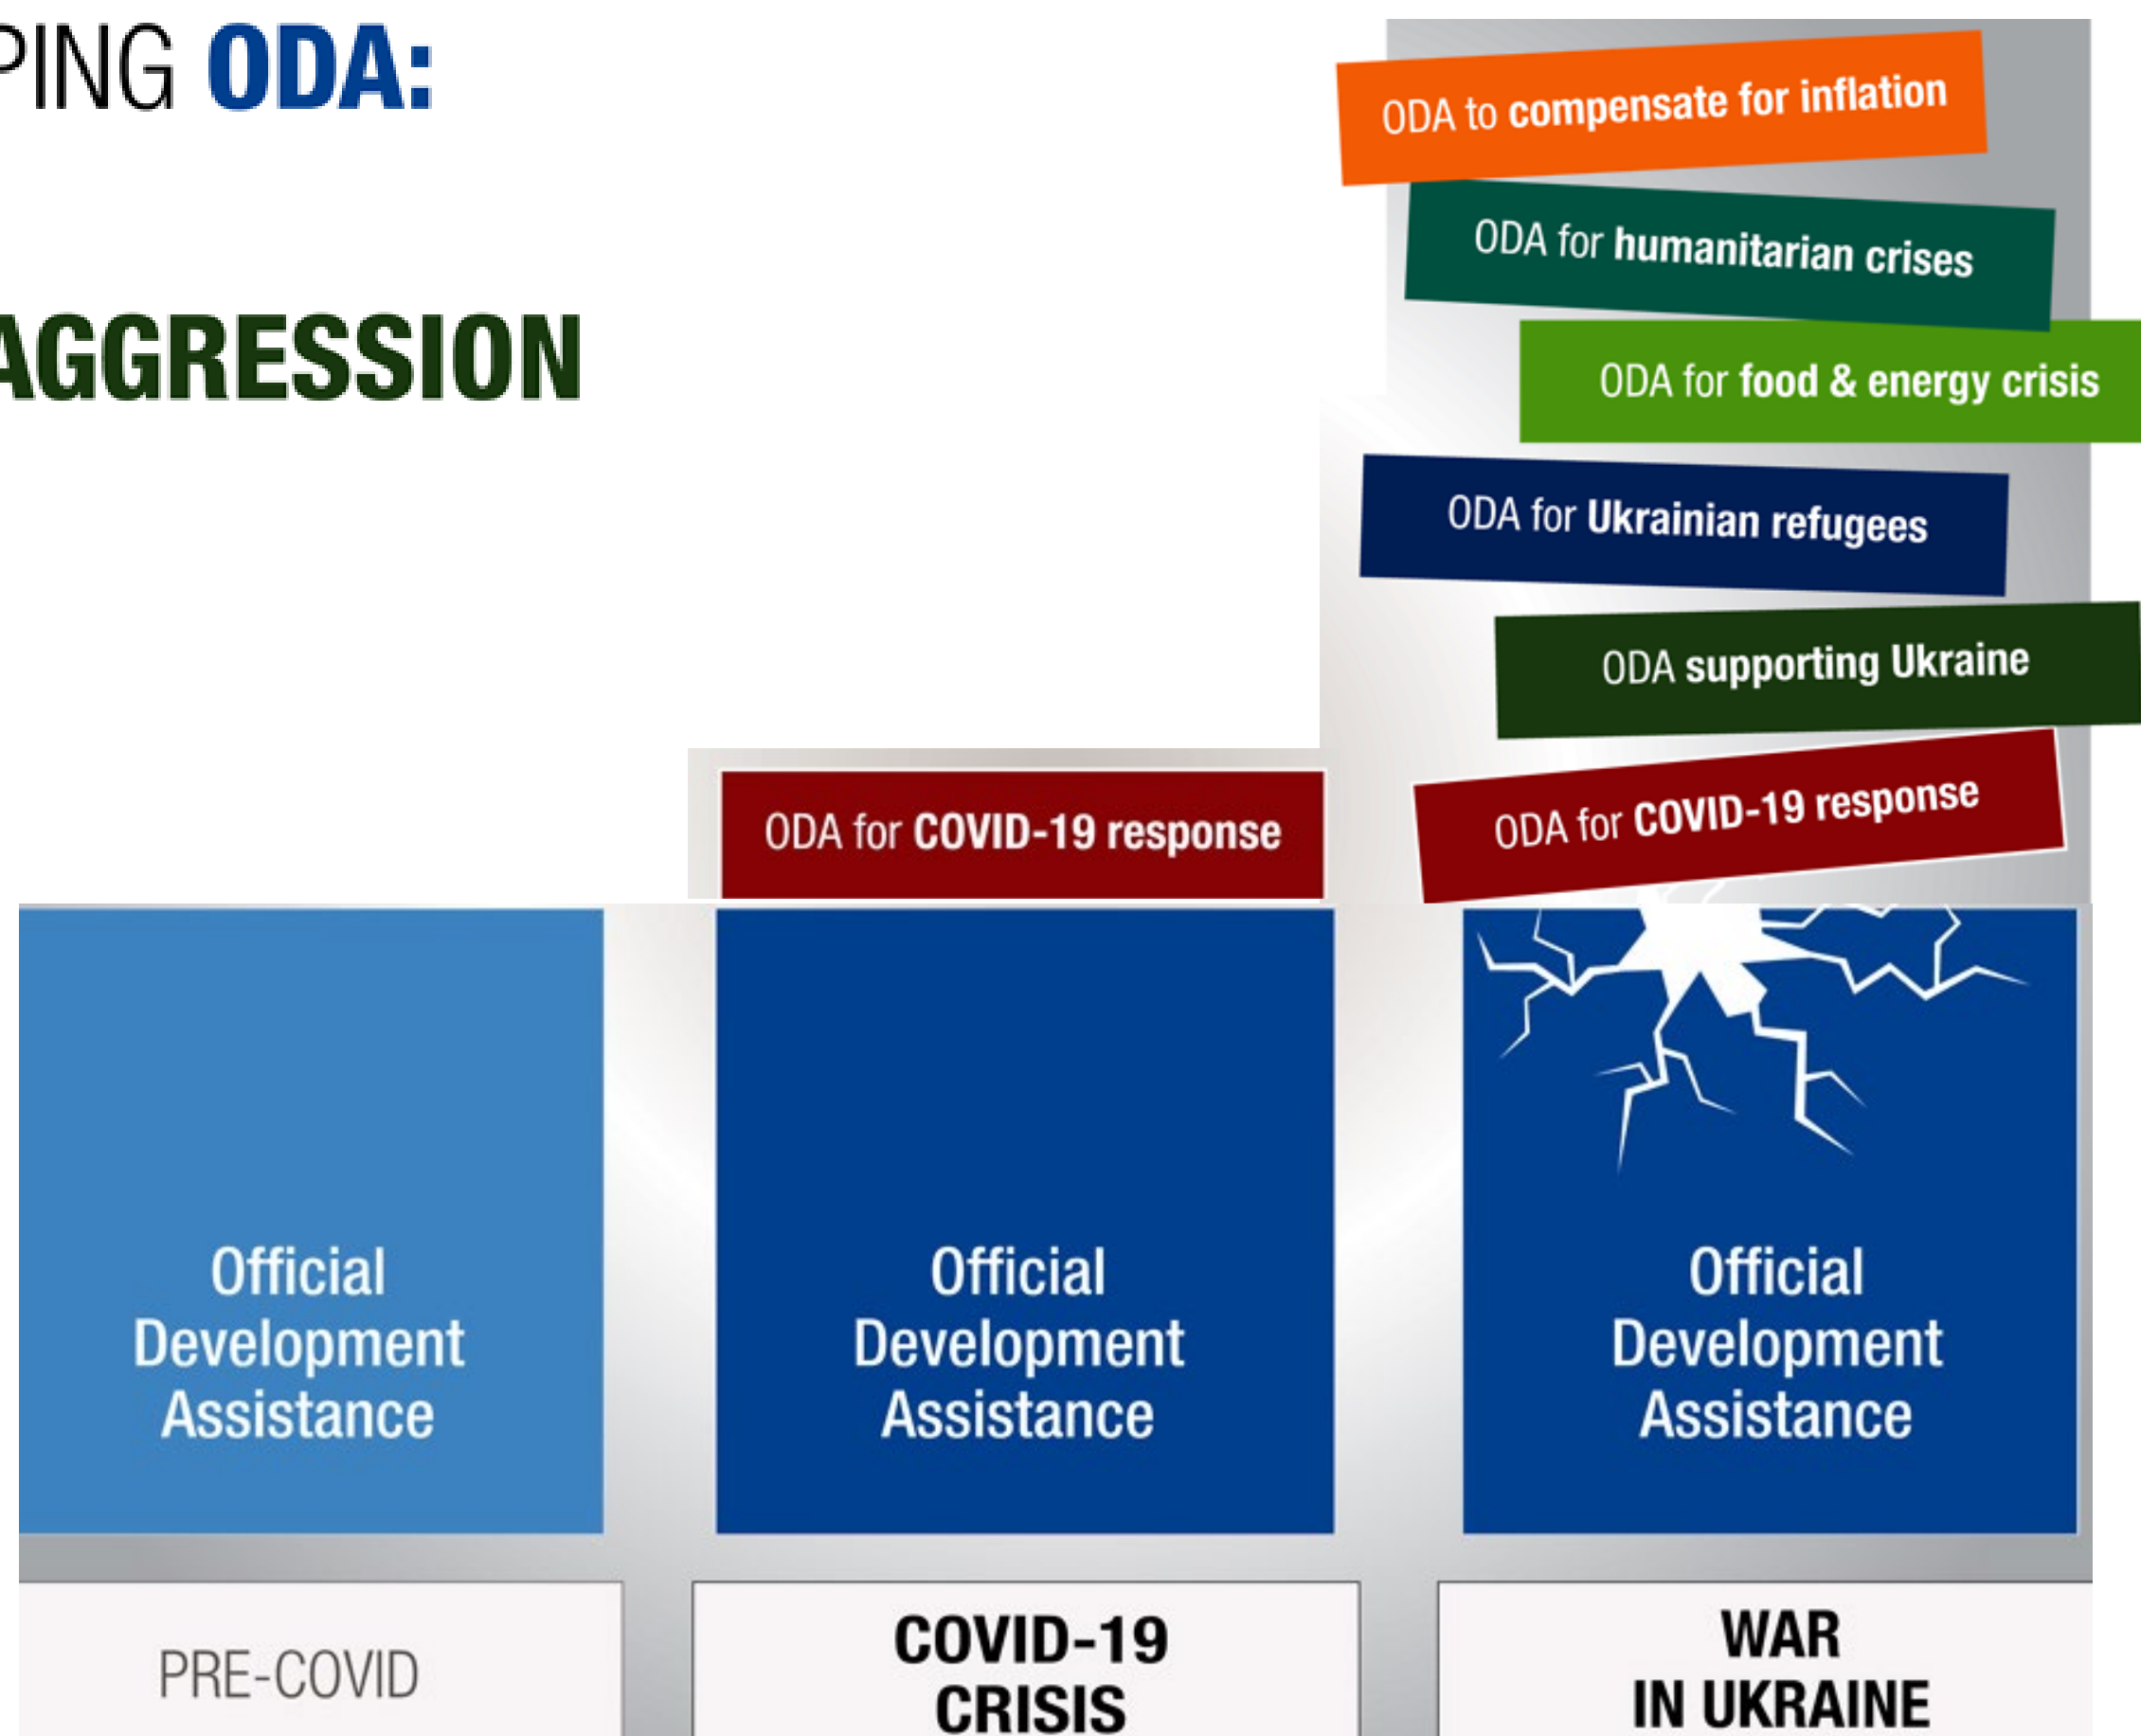 PING ODA:
AGGRESSION
ODA to compensate for inflation
ODA for humanitarian crises
ODA for food & energy crisis
ODA for Ukrainian refugees
ODA supporting Ukraine
ODA for COVID-19 response
ODA for COVID-19 response
Official
Development
Assistance
Official
Development
Assistance
Official
Development
Assistance
PRE-COVID
COVID-19
CRISIS
WAR
IN UKRAINE